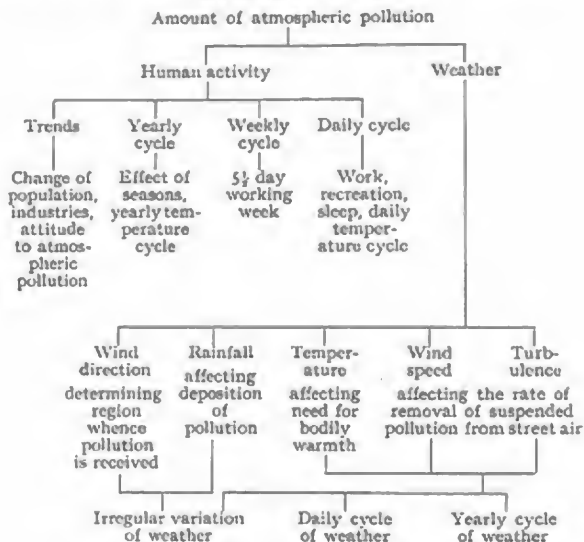 Amount of atmospheric pollution
Human activity
Weather
Trends
Change of
population,
industries,
attitude
to atmos-
pheric
pollution
Yearly
cycle
Effect of
seasons,
yearly tem-
perature
cycle
Weekly
cycle
5½ day
working
week
Daily cycle
Work,
recreation,
sleep, daily
temper-
ature cycle
Wind
direction
determining
region
whence
pollution
is received
Rainfall
affecting
deposition
of
pollution
Temper-
ature
affecting
need for
bodily
warmth
Wind
speed
Turb-
ulence
affecting the rate of
removal of suspended
pollution from street air
Irregular variation
of weather
Daily cycle
of weather
Yearly cycle
of weather